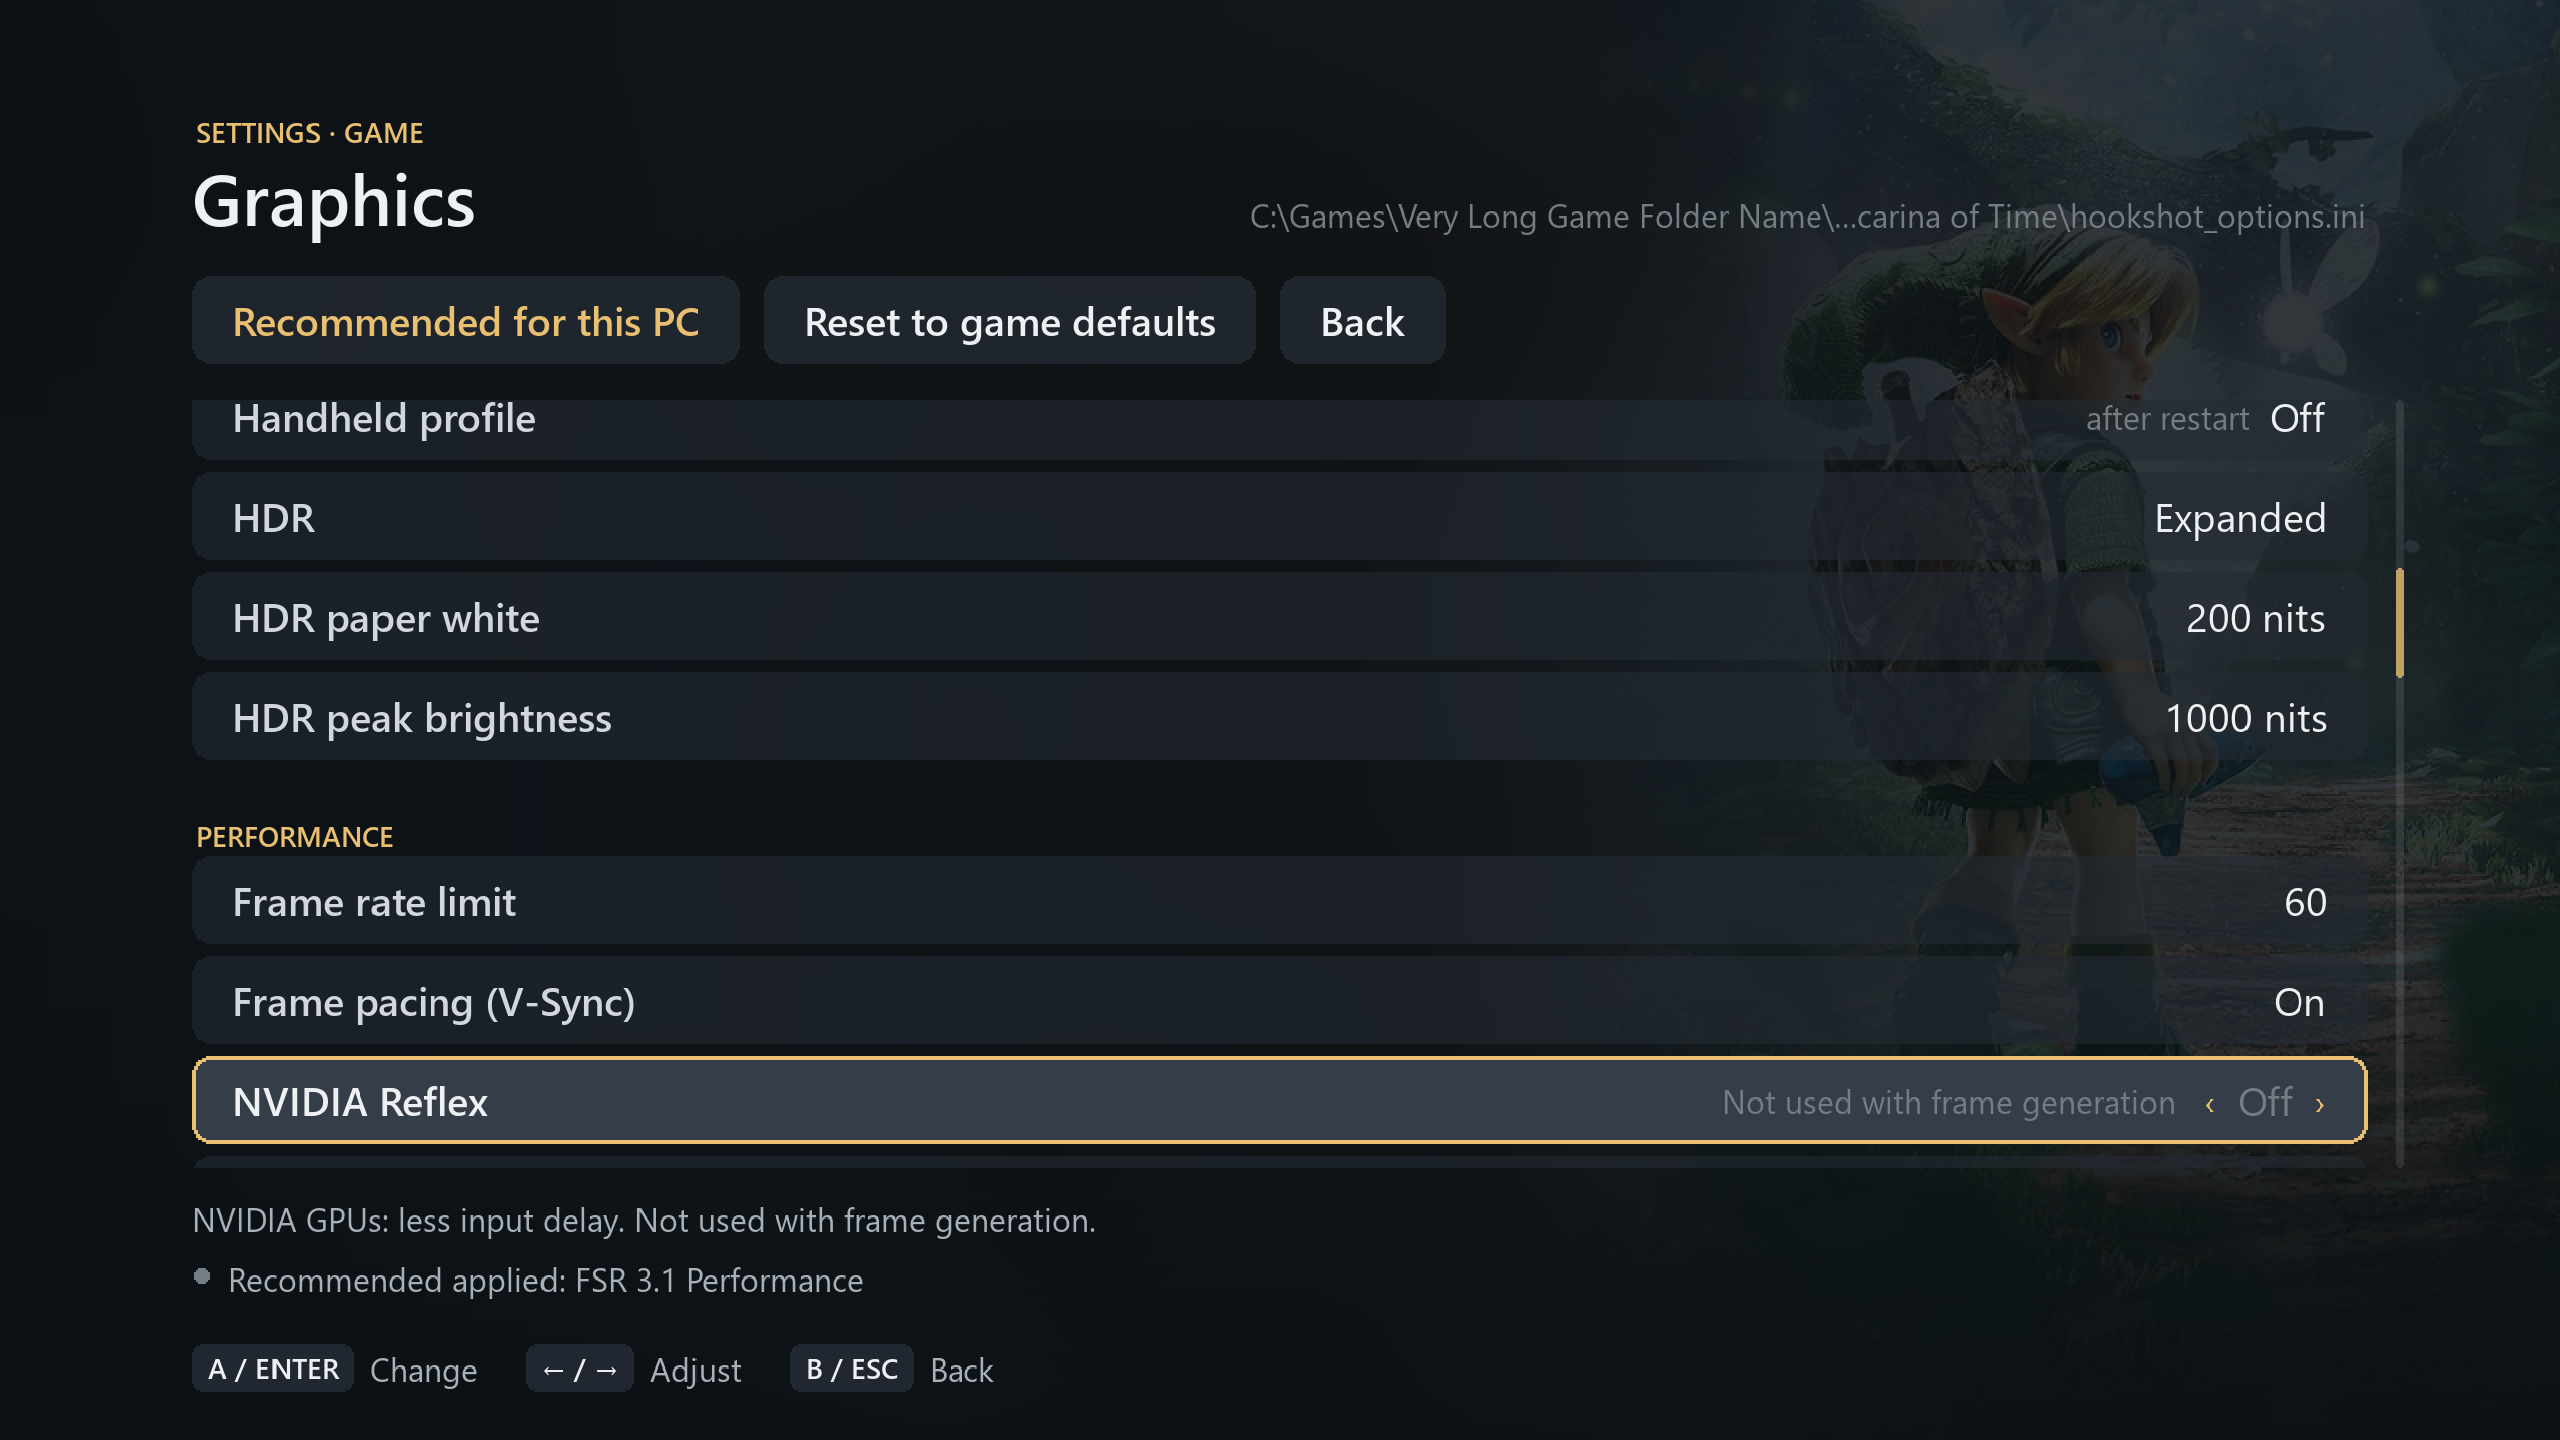 SETTINGS · GAME
Graphics
C:\Games\Very Long Game Folder Name\...carina of Time\hookshot_options.ini
Recommended for this PC
Reset to game defaults
Back
Handheld profile after restart Off
HDR Expanded
HDR paper white 200 nits
HDR peak brightness 1000 nits
PERFORMANCE
Frame rate limit 60
Frame pacing (V-Sync) On
NVIDIA Reflex Not used with frame generation ‹ Off ›
NVIDIA GPUs: less input delay. Not used with frame generation.
Recommended applied: FSR 3.1 Performance
A / ENTER Change ← / → Adjust B / ESC Back